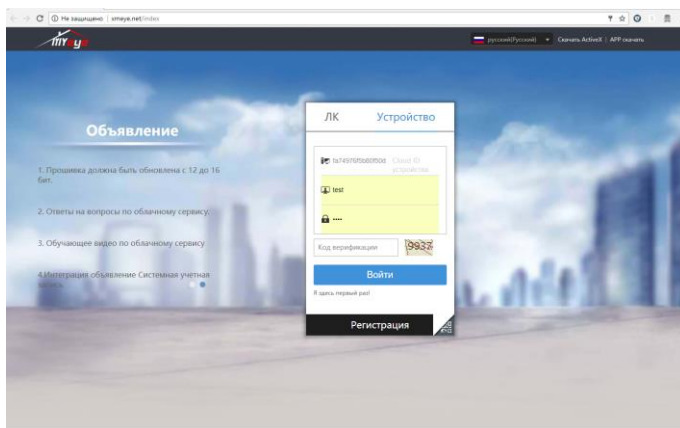 Не защищено | xmeye.net/index
русский(Русский)
Скачать ActiveX | APP скачать
Объявление
1. Прошивка должна быть обновлена с 12 до 16
бит.
2. Ответы на вопросы по облачному сервису.
3. Обучающее видео по облачному сервису
4.Интеграция объявление Системная учетная
ЛК
Устройство
Cloud ID
устройства
test
••••
Код верификации
9937
Войти
Я здесь первый раз!
Регистрация